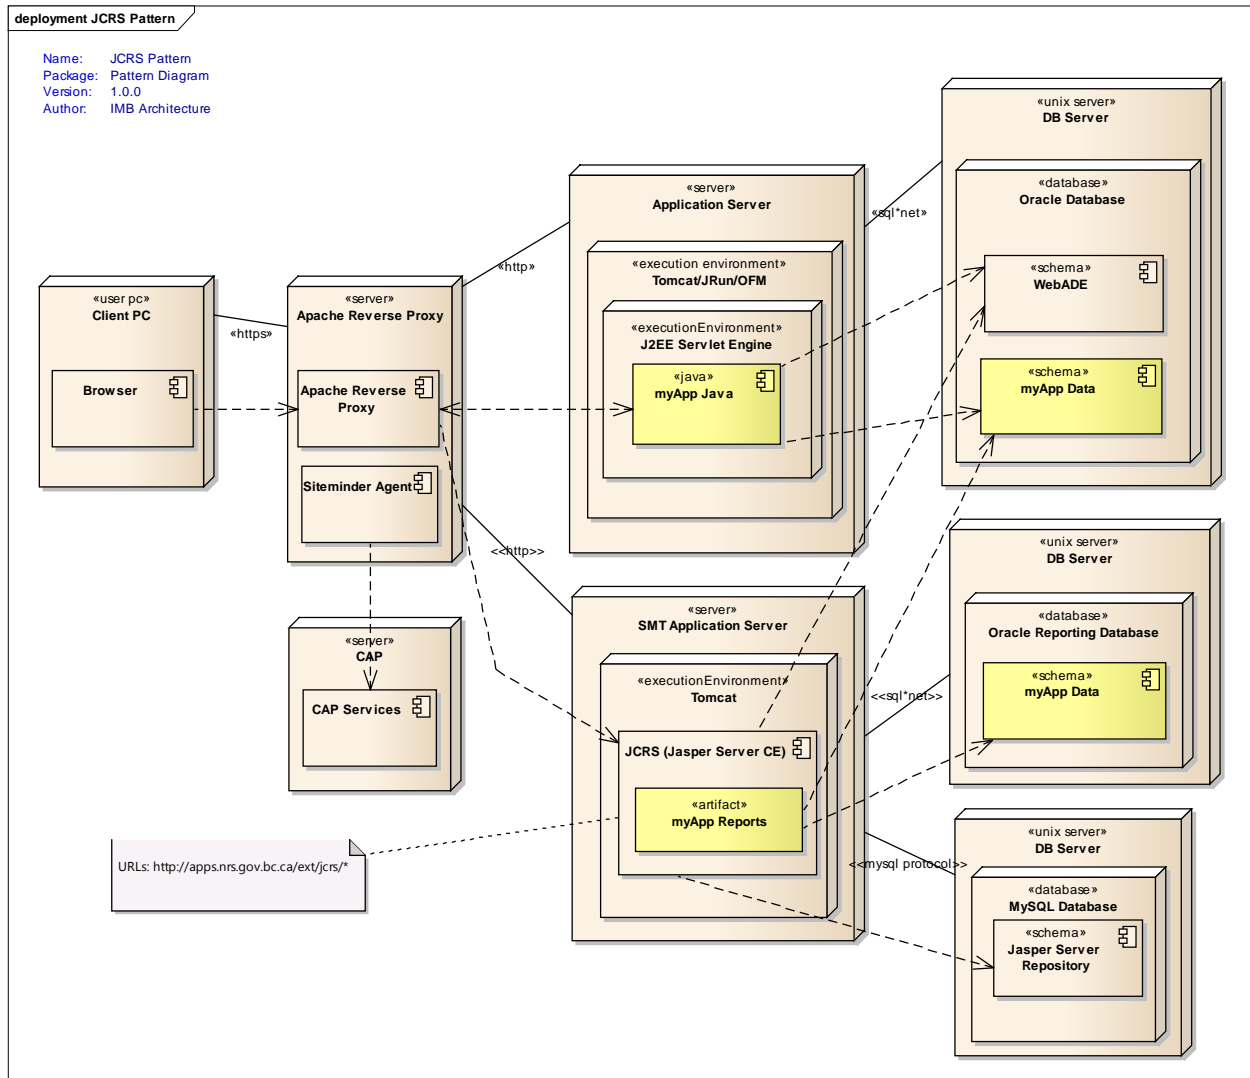 deployment JCRS Pattern
Name: JCRS Pattern
Package: Pattern Diagram
Version: 1.0.0
Author: IMB Architecture
«user pc»
Client PC
Browser
«https»
«server»
Apache Reverse Proxy
Apache Reverse
Proxy
Siteminder Agent
«http»
<<http>>
«server»
CAP
CAP Services
«server»
Application Server
«execution environment»
Tomcat/JRun/OFM
«executionEnvironment»
J2EE Servlet Engine
«java»
myApp Java
«sql*net»
«unix server»
DB Server
«database»
Oracle Database
«schema»
WebADE
«schema»
myApp Data
«server»
SMT Application Server
«executionEnvironment»
Tomcat
JCRS (Jasper Server CE)
«artifact»
myApp Reports
<<sql*net>>
«unix server»
DB Server
«database»
Oracle Reporting Database
«schema»
myApp Data
<<mysql protocol>>
«unix server»
DB Server
«database»
MySQL Database
«schema»
Jasper Server
Repository
URLs: http://apps.nrs.gov.bc.ca/ext/jcrs/*